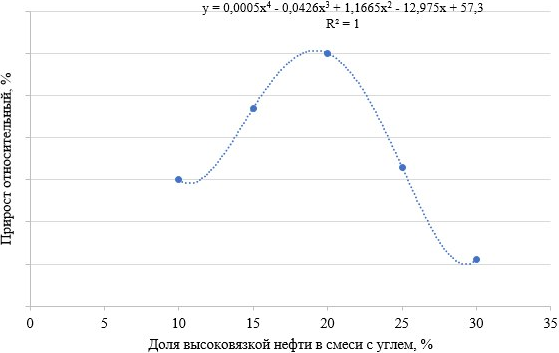 y = 0,0005x⁴ - 0,0426x³ + 1,1665x² - 12,975x + 57,3
R² = 1
Прирост относительный, %
0 5 10 15 20 25 30 35
Доля высоковязкой нефти в смеси с углем, %